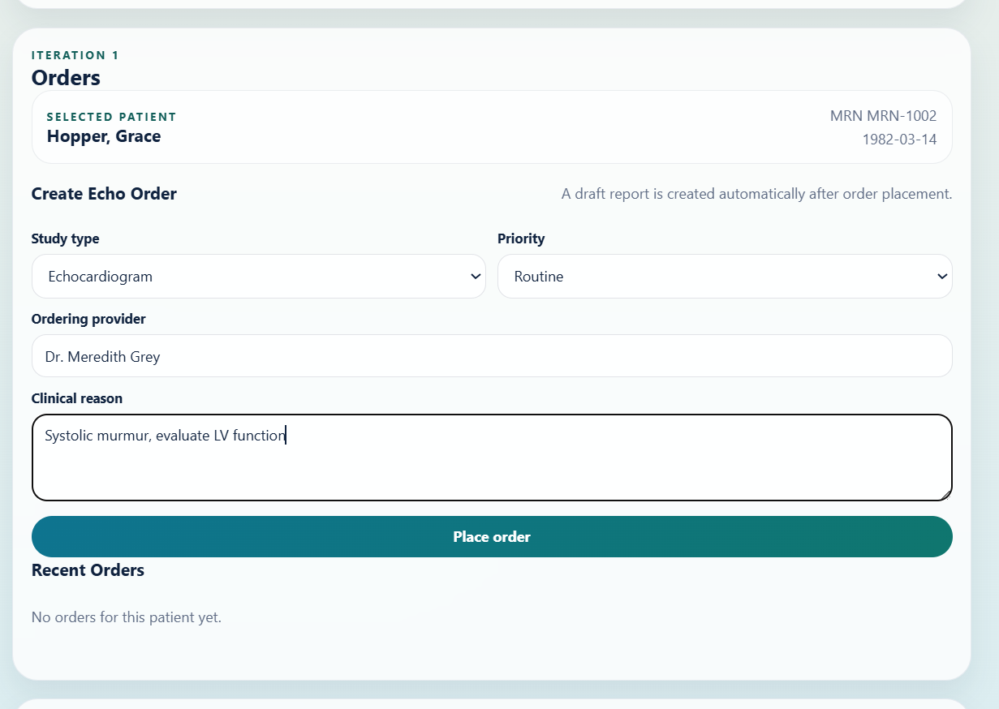 ITERATION 1
Orders
SELECTED PATIENT
Hopper, Grace
MRN MRN-1002
1982-03-14
Create Echo Order
A draft report is created automatically after order placement.
Study type
Priority
Echocardiogram
Routine
Ordering provider
Dr. Meredith Grey
Clinical reason
Systolic murmur, evaluate LV function
Place order
Recent Orders
No orders for this patient yet.